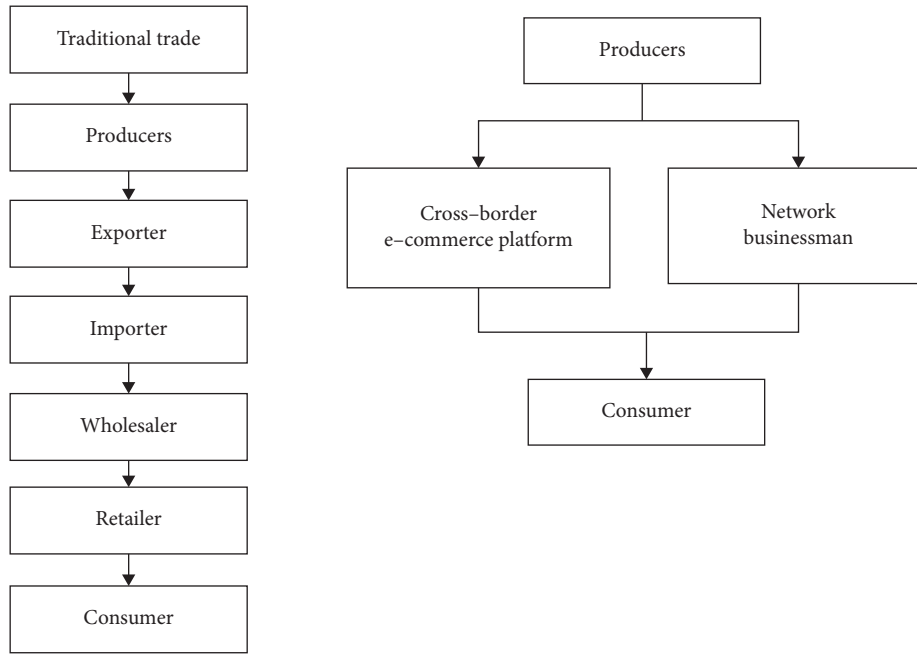 Traditional trade
Producers
Exporter
Importer
Wholesaler
Retailer
Consumer
Producers
Cross–border
e–commerce platform
Network
businessman
Consumer